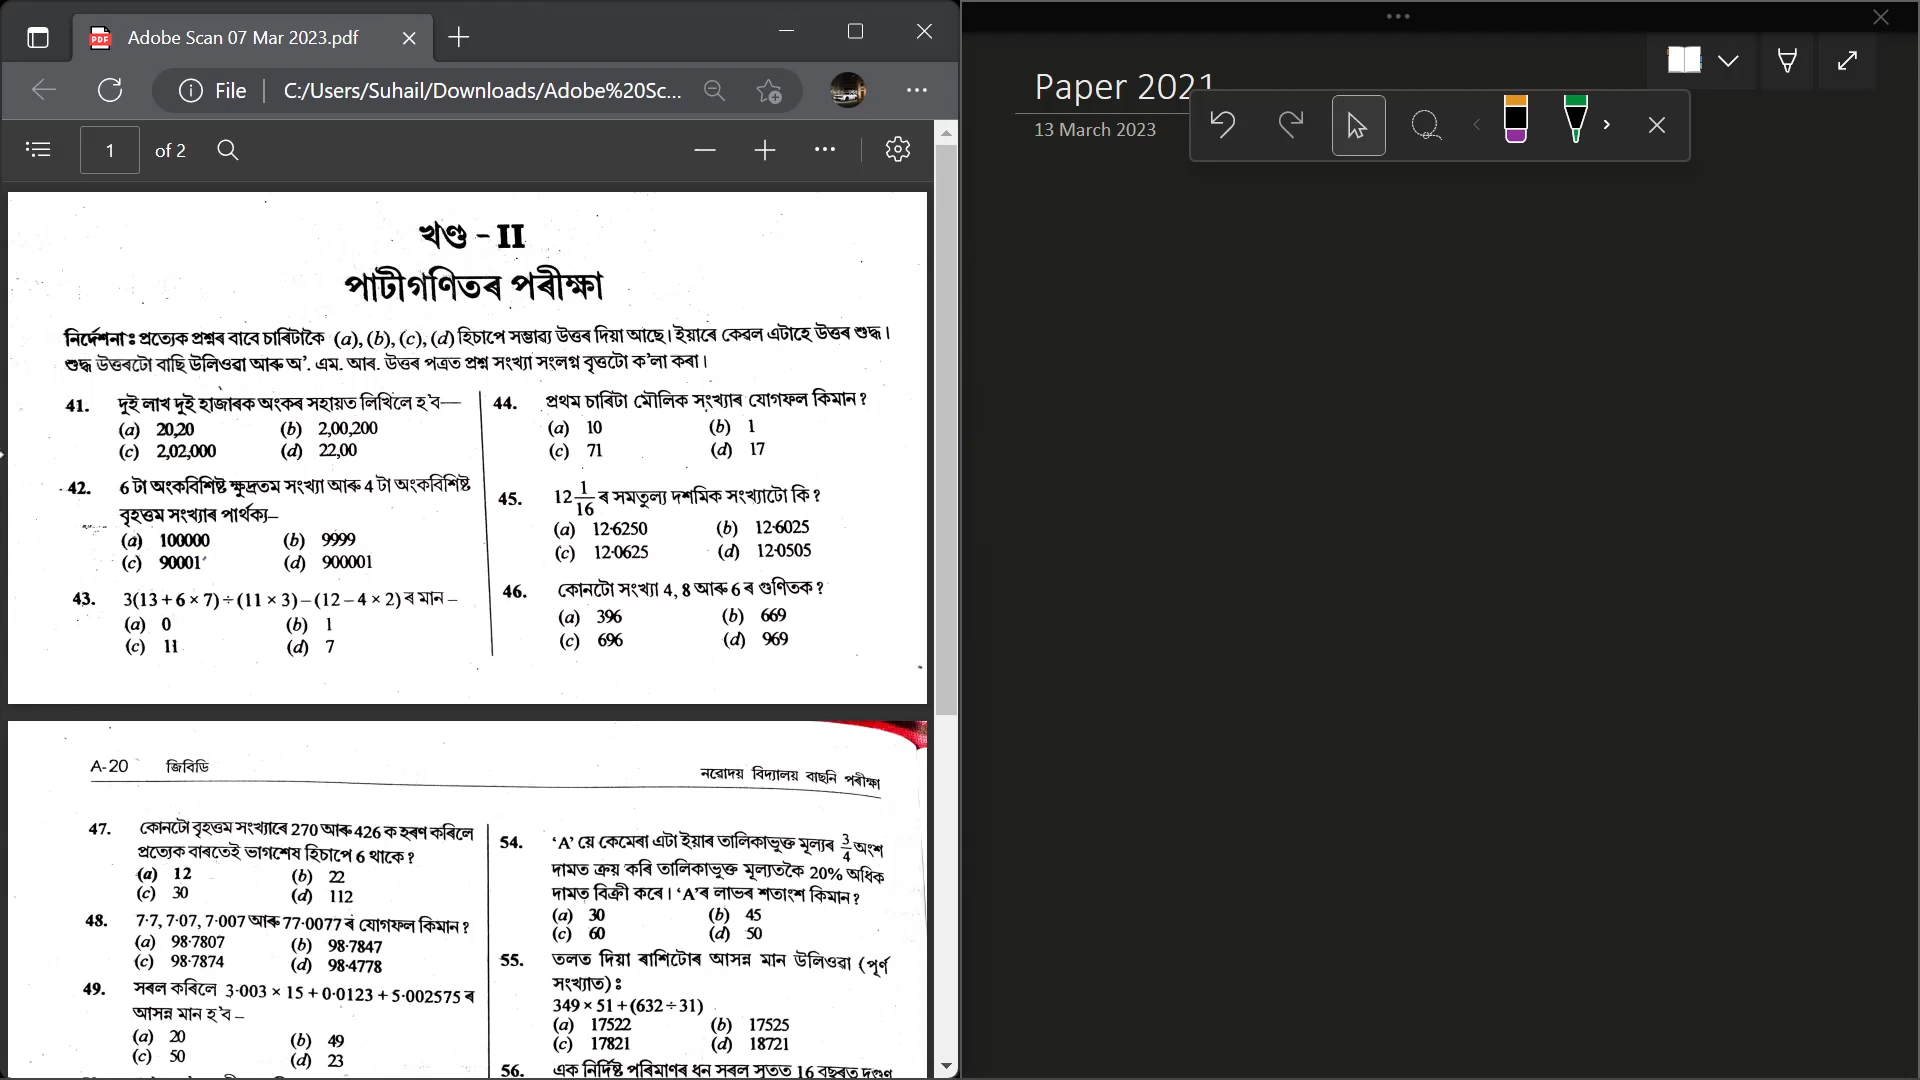 Adobe Scan 07 Mar 2023.pdf
File
C:/Users/Suhail/Downloads/Adobe%20Sc...
1 of 2
খণ্ড - II
পাটীগণিতৰ পৰীক্ষা
নিৰ্দেশনা : প্ৰত্যেক প্ৰশ্নৰ বাবে চাৰিটাকৈ (a), (b), (c), (d) হিচাপে সম্ভাব্য উত্তৰ দিয়া আছে। ইয়াৰে কেৱল এটাহে উত্তৰ শুদ্ধ।
শুদ্ধ উত্তৰটো বাছি উলিওৱা আৰু অ'. এম. আৰ. উত্তৰ পত্ৰত প্ৰশ্ন সংখ্যা সংলগ্ন বৃত্তটো ক'লা কৰা।
41. দুই লাখ দুই হাজাৰক অংকৰ সহায়ত লিখিলে হ'ব—
(a) 20,20 (b) 2,00,200
(c) 2,02,000 (d) 22,00
42. 6 টা অংকবিশিষ্ট ক্ষুদ্ৰতম সংখ্যা আৰু 4 টা অংকবিশিষ্ট
বৃহত্তম সংখ্যাৰ পাৰ্থক্য–
(a) 100000 (b) 9999
(c) 90001 (d) 900001
43. 3(13 + 6 × 7) ÷ (11 × 3) – (12 – 4 × 2) ৰ মান –
(a) 0 (b) 1
(c) 11 (d) 7
44. প্ৰথম চাৰিটা মৌলিক সংখ্যাৰ যোগফল কিমান ?
(a) 10 (b) 1
(c) 71 (d) 17
45. 12 1/16 ৰ সমতুল্য দশমিক সংখ্যাটো কি ?
(a) 12·6250 (b) 12·6025
(c) 12·0625 (d) 12·0505
46. কোনটো সংখ্যা 4, 8 আৰু 6 ৰ গুণিতক ?
(a) 396 (b) 669
(c) 696 (d) 969
A-20 জিবিডি
নৱোদয় বিদ্যালয় বাছনি পৰীক্ষা
47. কোনটো বৃহত্তম সংখ্যাৰে 270 আৰু 426 ক হৰণ কৰিলে
প্ৰত্যেক বাৰতেই ভাগশেষ হিচাপে 6 থাকে ?
(a) 12 (b) 22
(c) 30 (d) 112
48. 7·7, 7·07, 7·007 আৰু 77·0077 ৰ যোগফল কিমান ?
(a) 98·7807 (b) 98·7847
(c) 98·7874 (d) 98·4778
49. সৰল কৰিলে 3·003 × 15 + 0·0123 + 5·002575 ৰ
আসন্ন মান হ'ব –
(a) 20 (b) 49
(c) 50 (d) 23
54. ‘A’ য়ে কেমেৰা এটা ইয়াৰ তালিকাভুক্ত মূল্যৰ 3/4 অংশ
দামত ক্ৰয় কৰি তালিকাভুক্ত মূল্যতকৈ 20% অধিক
দামত বিক্ৰী কৰে। ‘A’ৰ লাভৰ শতাংশ কিমান ?
(a) 30 (b) 45
(c) 60 (d) 50
55. তলত দিয়া ৰাশিটোৰ আসন্ন মান উলিওৱা (পূৰ্ণ
সংখ্যাত) :
349 × 51 + (632 ÷ 31)
(a) 17522 (b) 17525
(c) 17821 (d) 18721
56. এক নিৰ্দিষ্ট পৰিমাণৰ ধন সৰল সুতত 16 বছৰত দুগুণ
Paper 2021
13 March 2023